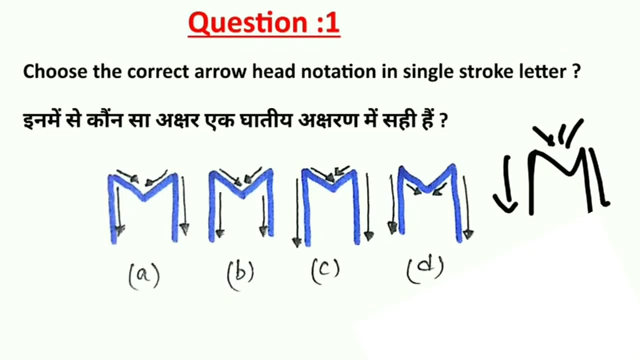 Question :1
Choose the correct arrow head notation in single stroke letter ?
इनमें से कौंन सा अक्षर एक घातीय अक्षरण में सही हैं ?
M M M M M
(a) (b) (c) (d)